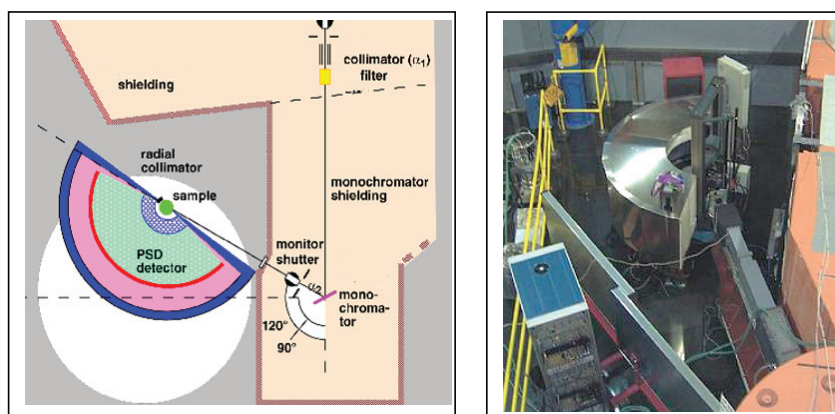 collimator (α₁)
filter
shielding
radial
collimator
sample
monochromator
shielding
PSD
detector
monitor
shutter
α₂
mono-
chroma-
tor
120°
90°